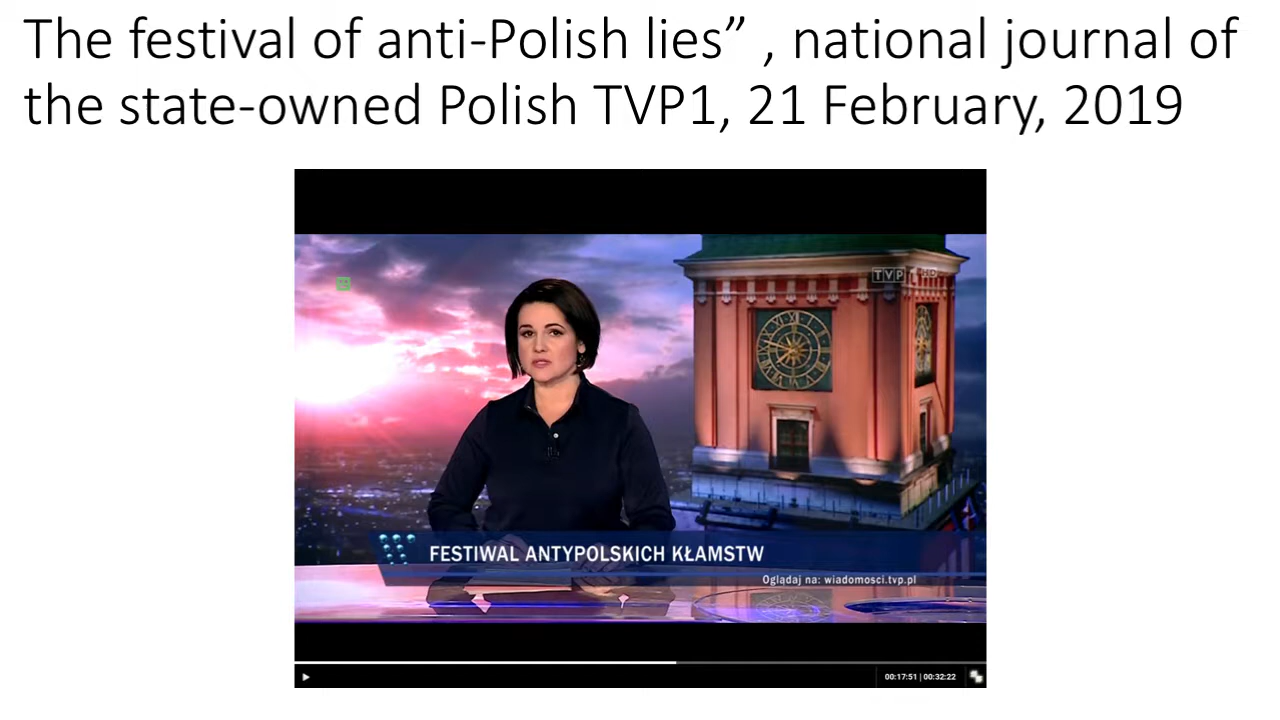 The festival of anti-Polish lies” , national journal of
the state-owned Polish TVP1, 21 February, 2019
TVP1 HD
FESTIWAL ANTYPOLSKICH KŁAMSTW
Oglądaj na: wiadomosci.tvp.pl
00:17:51 | 00:32:22